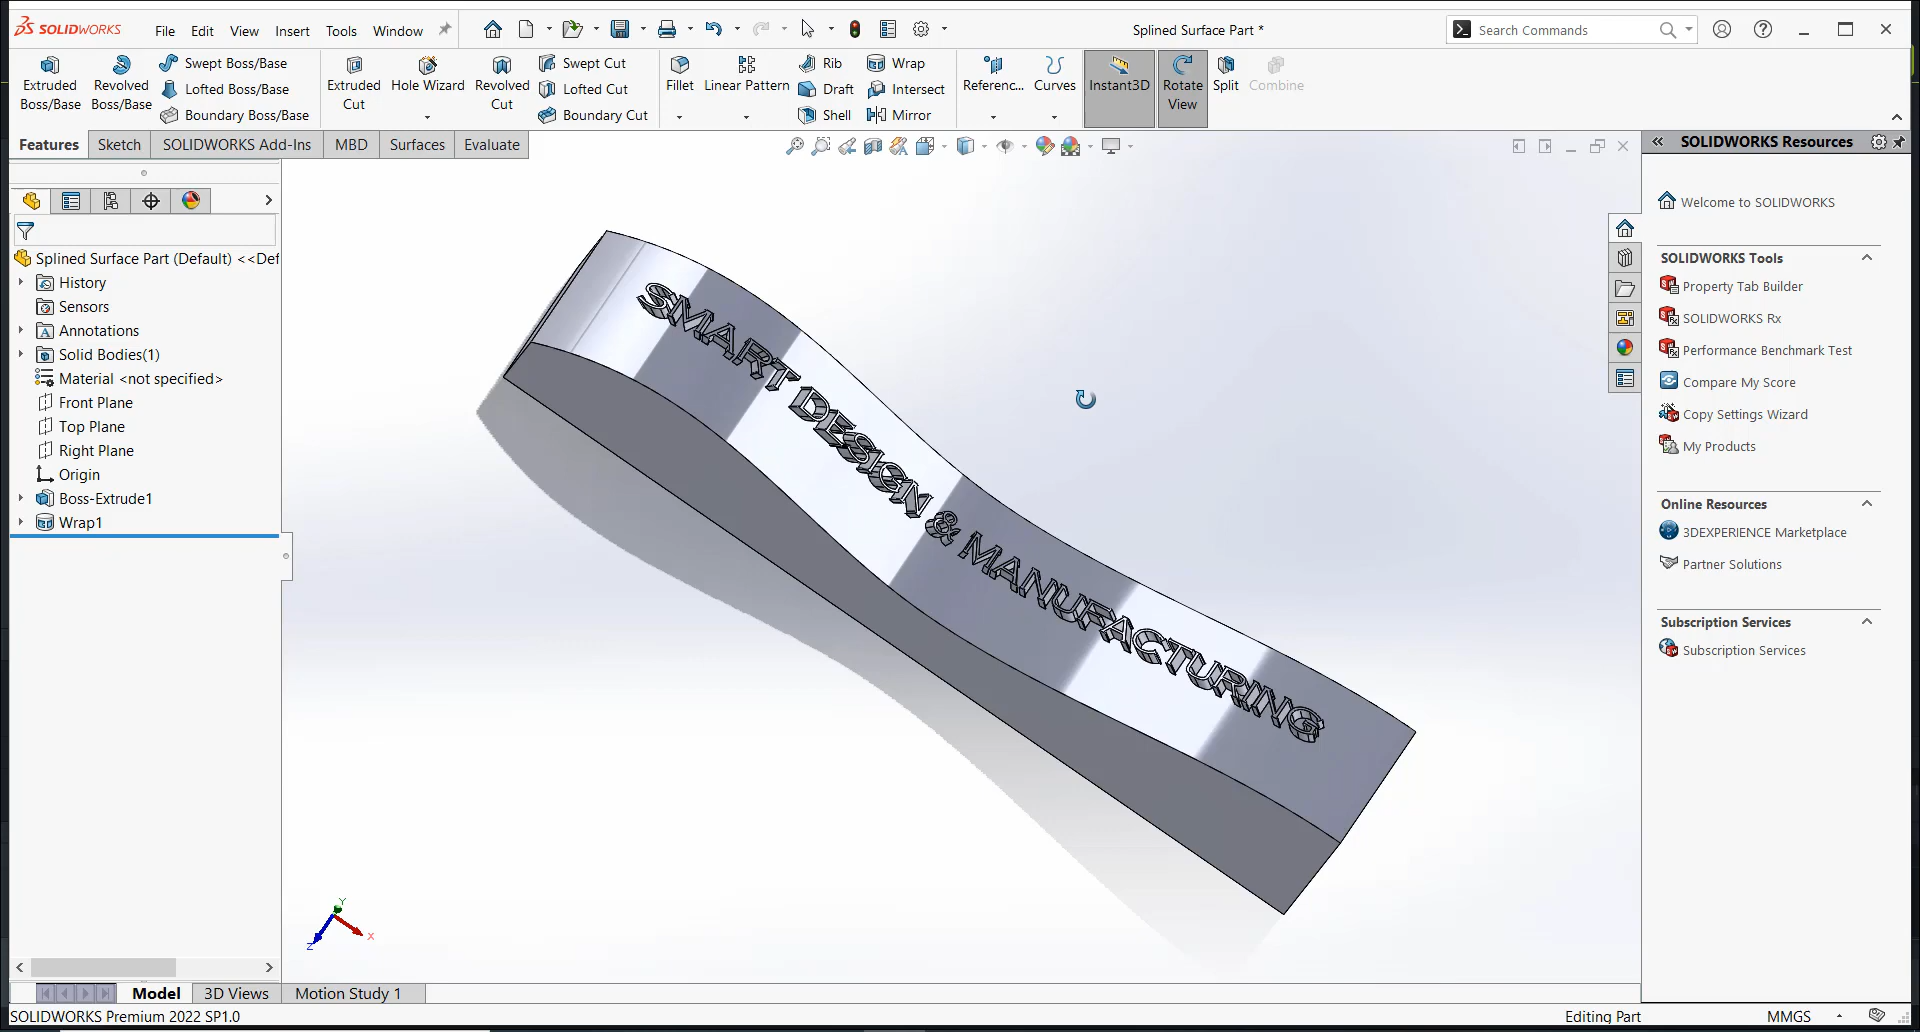 SOLIDWORKS
File Edit View Insert Tools Window
Splined Surface Part *
Search Commands
Extruded Boss/Base
Revolved Boss/Base
Swept Boss/Base
Lofted Boss/Base
Boundary Boss/Base
Extruded Cut
Hole Wizard
Revolved Cut
Swept Cut
Lofted Cut
Boundary Cut
Fillet
Linear Pattern
Rib
Draft
Shell
Wrap
Intersect
Mirror
Referenc...
Curves
Instant3D
Rotate View
Split
Combine
Features Sketch SOLIDWORKS Add-Ins MBD Surfaces Evaluate
Splined Surface Part (Default) <<Def
History
Sensors
Annotations
Solid Bodies(1)
Material <not specified>
Front Plane
Top Plane
Right Plane
Origin
Boss-Extrude1
Wrap1
SMART DESIGN & MANUFACTURING
Y
X
Z
SOLIDWORKS Resources
Welcome to SOLIDWORKS
SOLIDWORKS Tools
Property Tab Builder
SOLIDWORKS Rx
Performance Benchmark Test
Compare My Score
Copy Settings Wizard
My Products
Online Resources
3DEXPERIENCE Marketplace
Partner Solutions
Subscription Services
Subscription Services
Model 3D Views Motion Study 1
SOLIDWORKS Premium 2022 SP1.0
Editing Part
MMGS